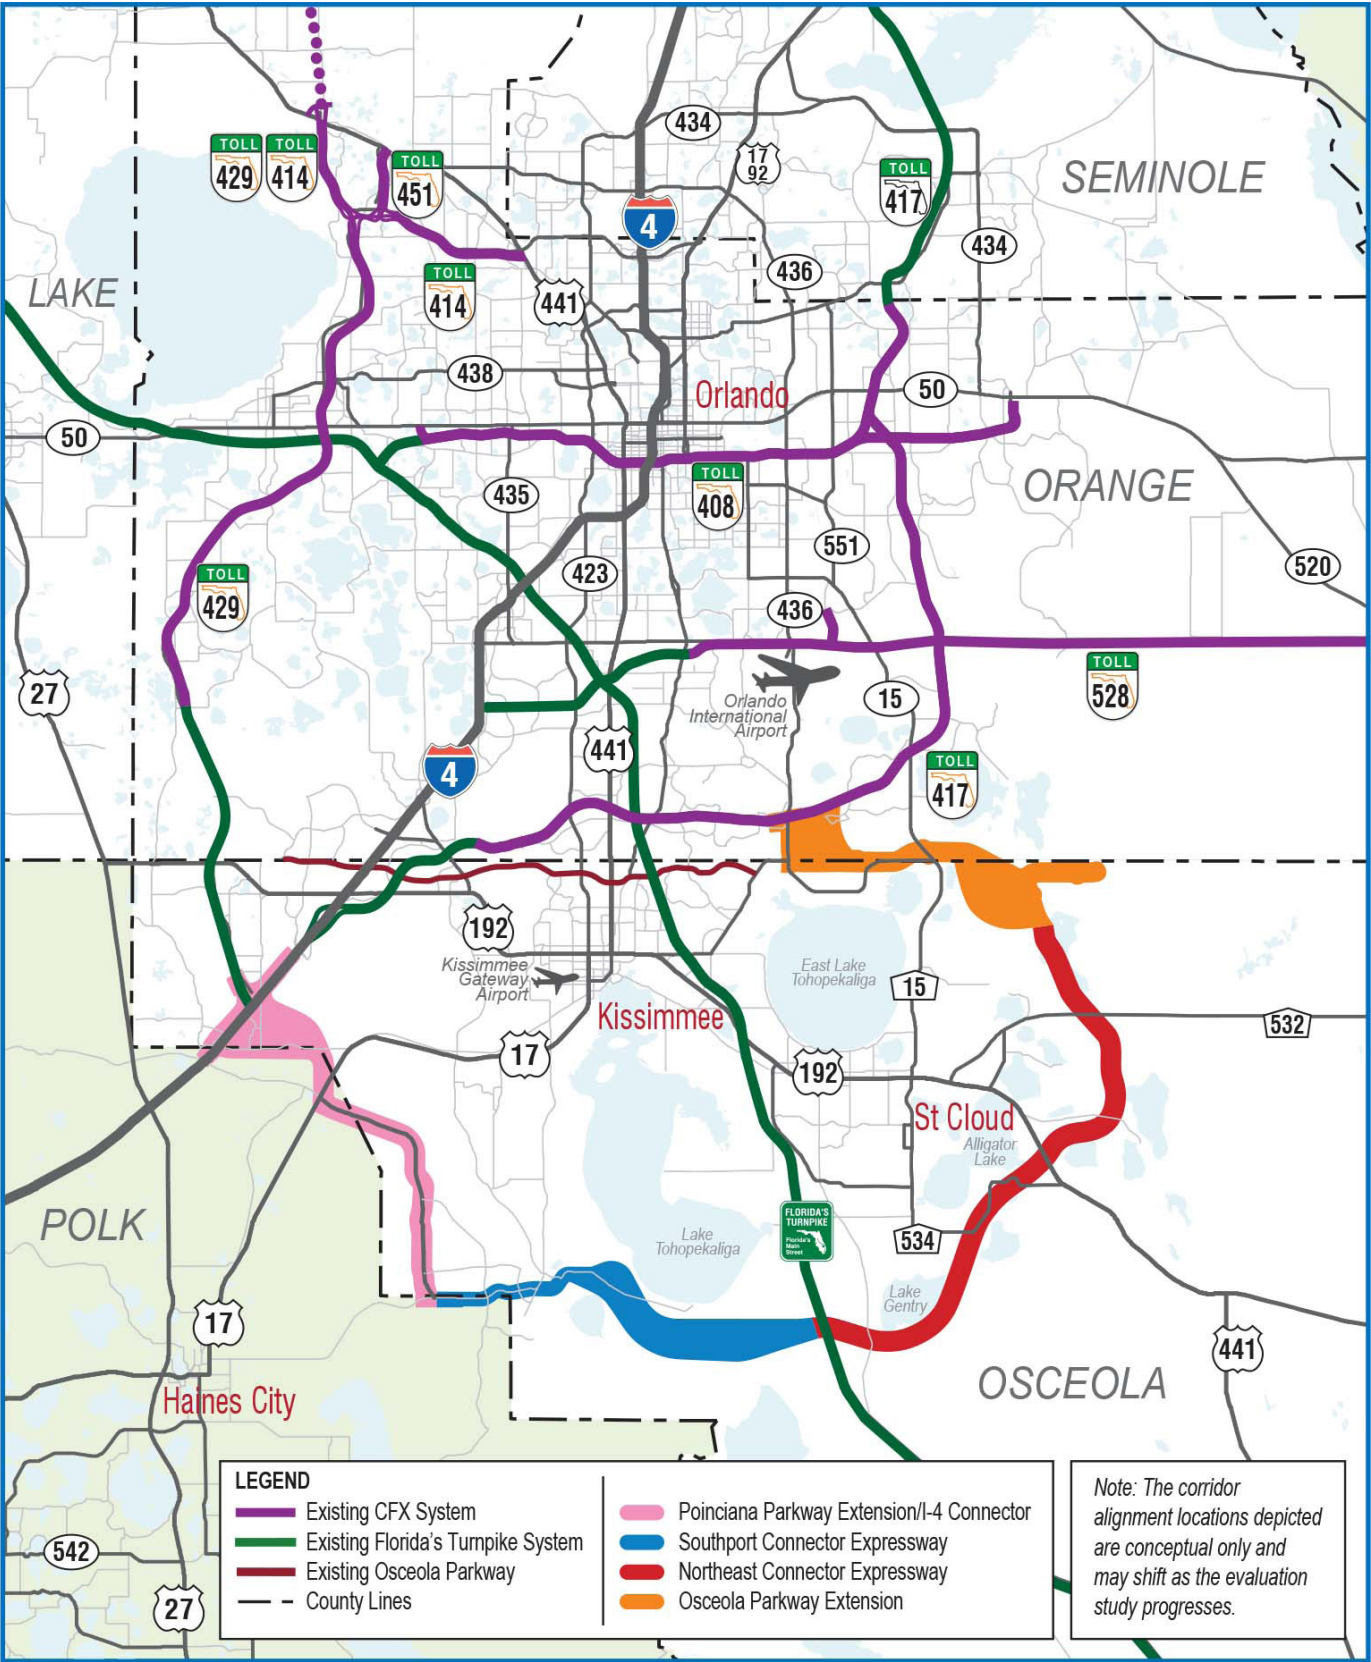 434
17
92
TOLL
429
TOLL
414
TOLL
451
TOLL
417
SEMINOLE
4
434
436
LAKE
TOLL
414
441
438
Orlando
50
50
TOLL
408
ORANGE
435
551
423
520
TOLL
429
436
TOLL
528
27
15
Orlando
International
Airport
441
4
TOLL
417
192
Kissimmee
Gateway
Airport
East Lake
Tohopekaliga
15
Kissimmee
532
17
192
St Cloud
Alligator
Lake
POLK
FLORIDA'S
TURNPIKE
Florida's
Main
Street
534
Lake
Tohopekaliga
Lake
Gentry
17
441
OSCEOLA
Haines City
542
27
LEGEND
Existing CFX System
Existing Florida's Turnpike System
Existing Osceola Parkway
County Lines
Poinciana Parkway Extension/I-4 Connector
Southport Connector Expressway
Northeast Connector Expressway
Osceola Parkway Extension
Note: The corridor
alignment locations depicted
are conceptual only and
may shift as the evaluation
study progresses.